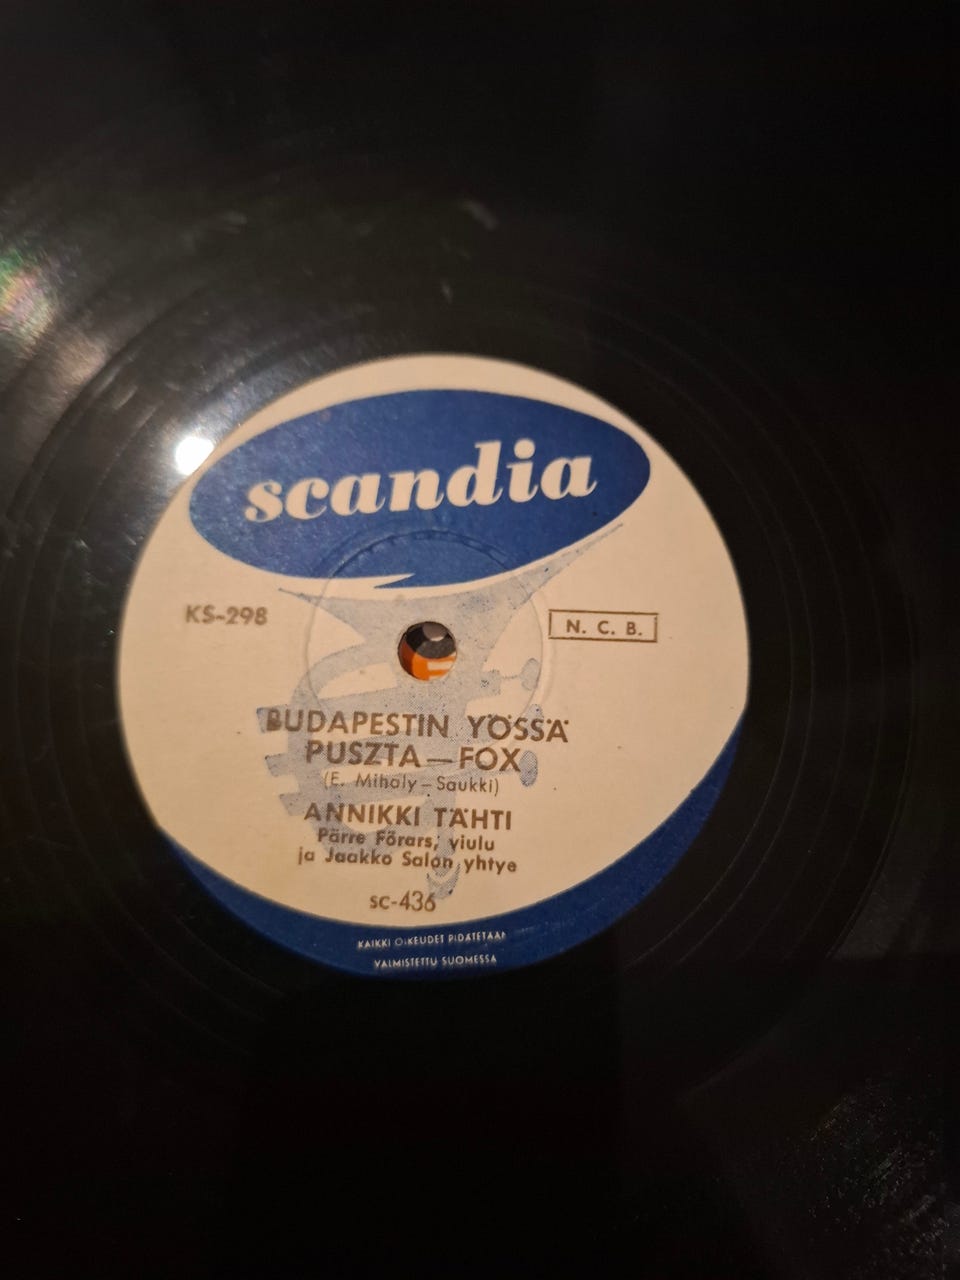 scandia
KS-298
N. C. B.
BUDAPESTIN YÖSSÄ
PUSZTA — FOX
(E. Mihaly – Saukki)
ANNIKKI TÄHTI
Pärre Förars, viulu
ja Jaakko Salon yhtye
SC-436
KAIKKI OIKEUDET PIDÄTETÄÄN
VALMISTETTU SUOMESSA